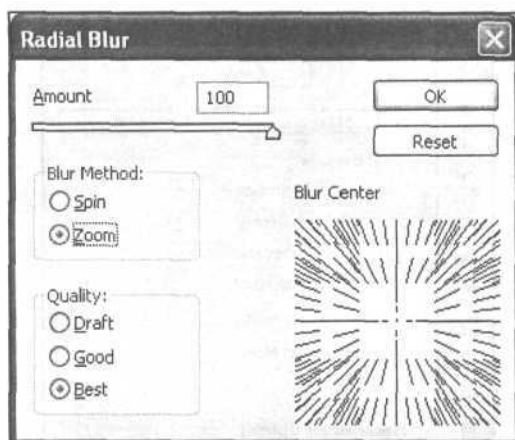 Radial Blur
Amount 100
OK
Reset
Blur Method:
Spin
Zoom
Blur Center
Quality:
Draft
Good
Best